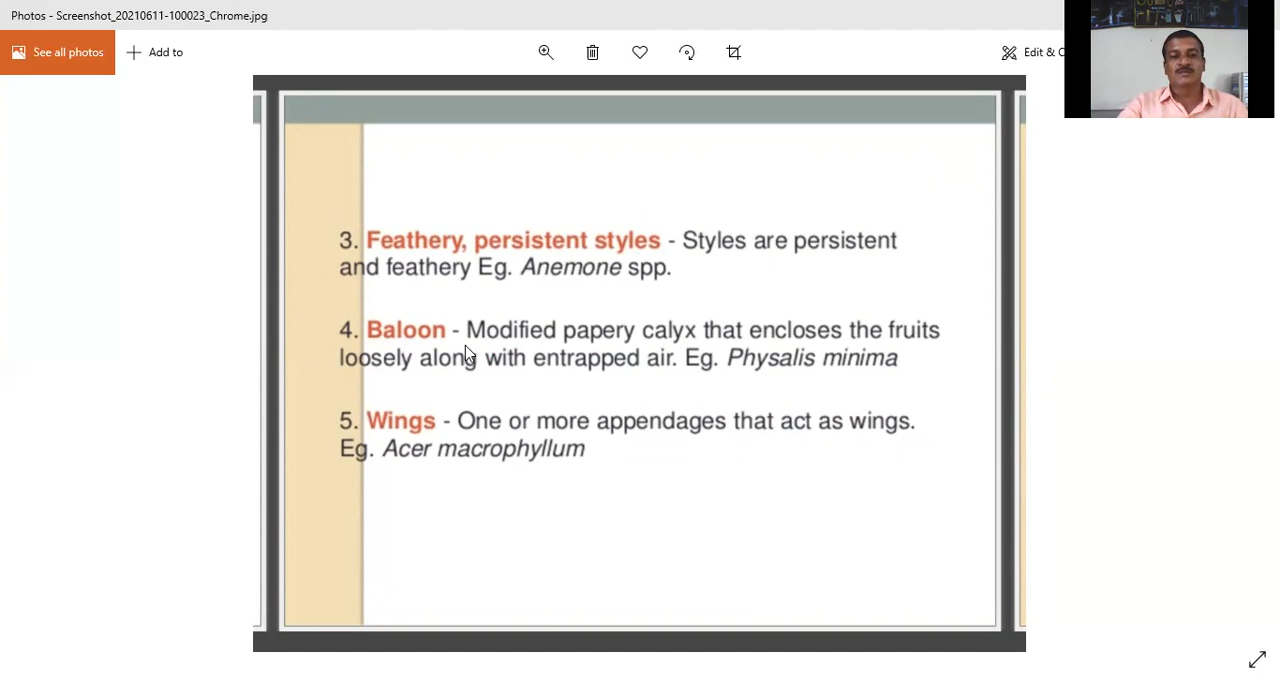 Photos - Screenshot_20210611-100023_Chrome.jpg
See all photos
Add to
Edit & C
3. Feathery, persistent styles - Styles are persistent
and feathery Eg. Anemone spp.
4. Baloon - Modified papery calyx that encloses the fruits
loosely along with entrapped air. Eg. Physalis minima
5. Wings - One or more appendages that act as wings.
Eg. Acer macrophyllum